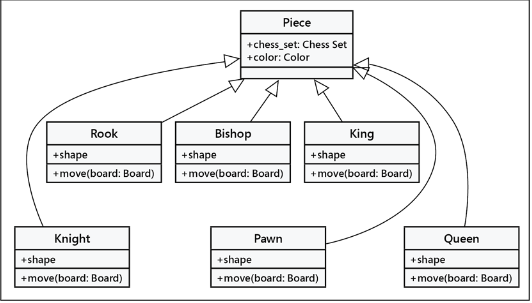 Piece
+chess_set: Chess Set
+color: Color
Rook
+shape
+move(board: Board)
Bishop
+shape
+move(board: Board)
King
+shape
+move(board: Board)
Knight
+shape
+move(board: Board)
Pawn
+shape
+move(board: Board)
Queen
+shape
+move(board: Board)